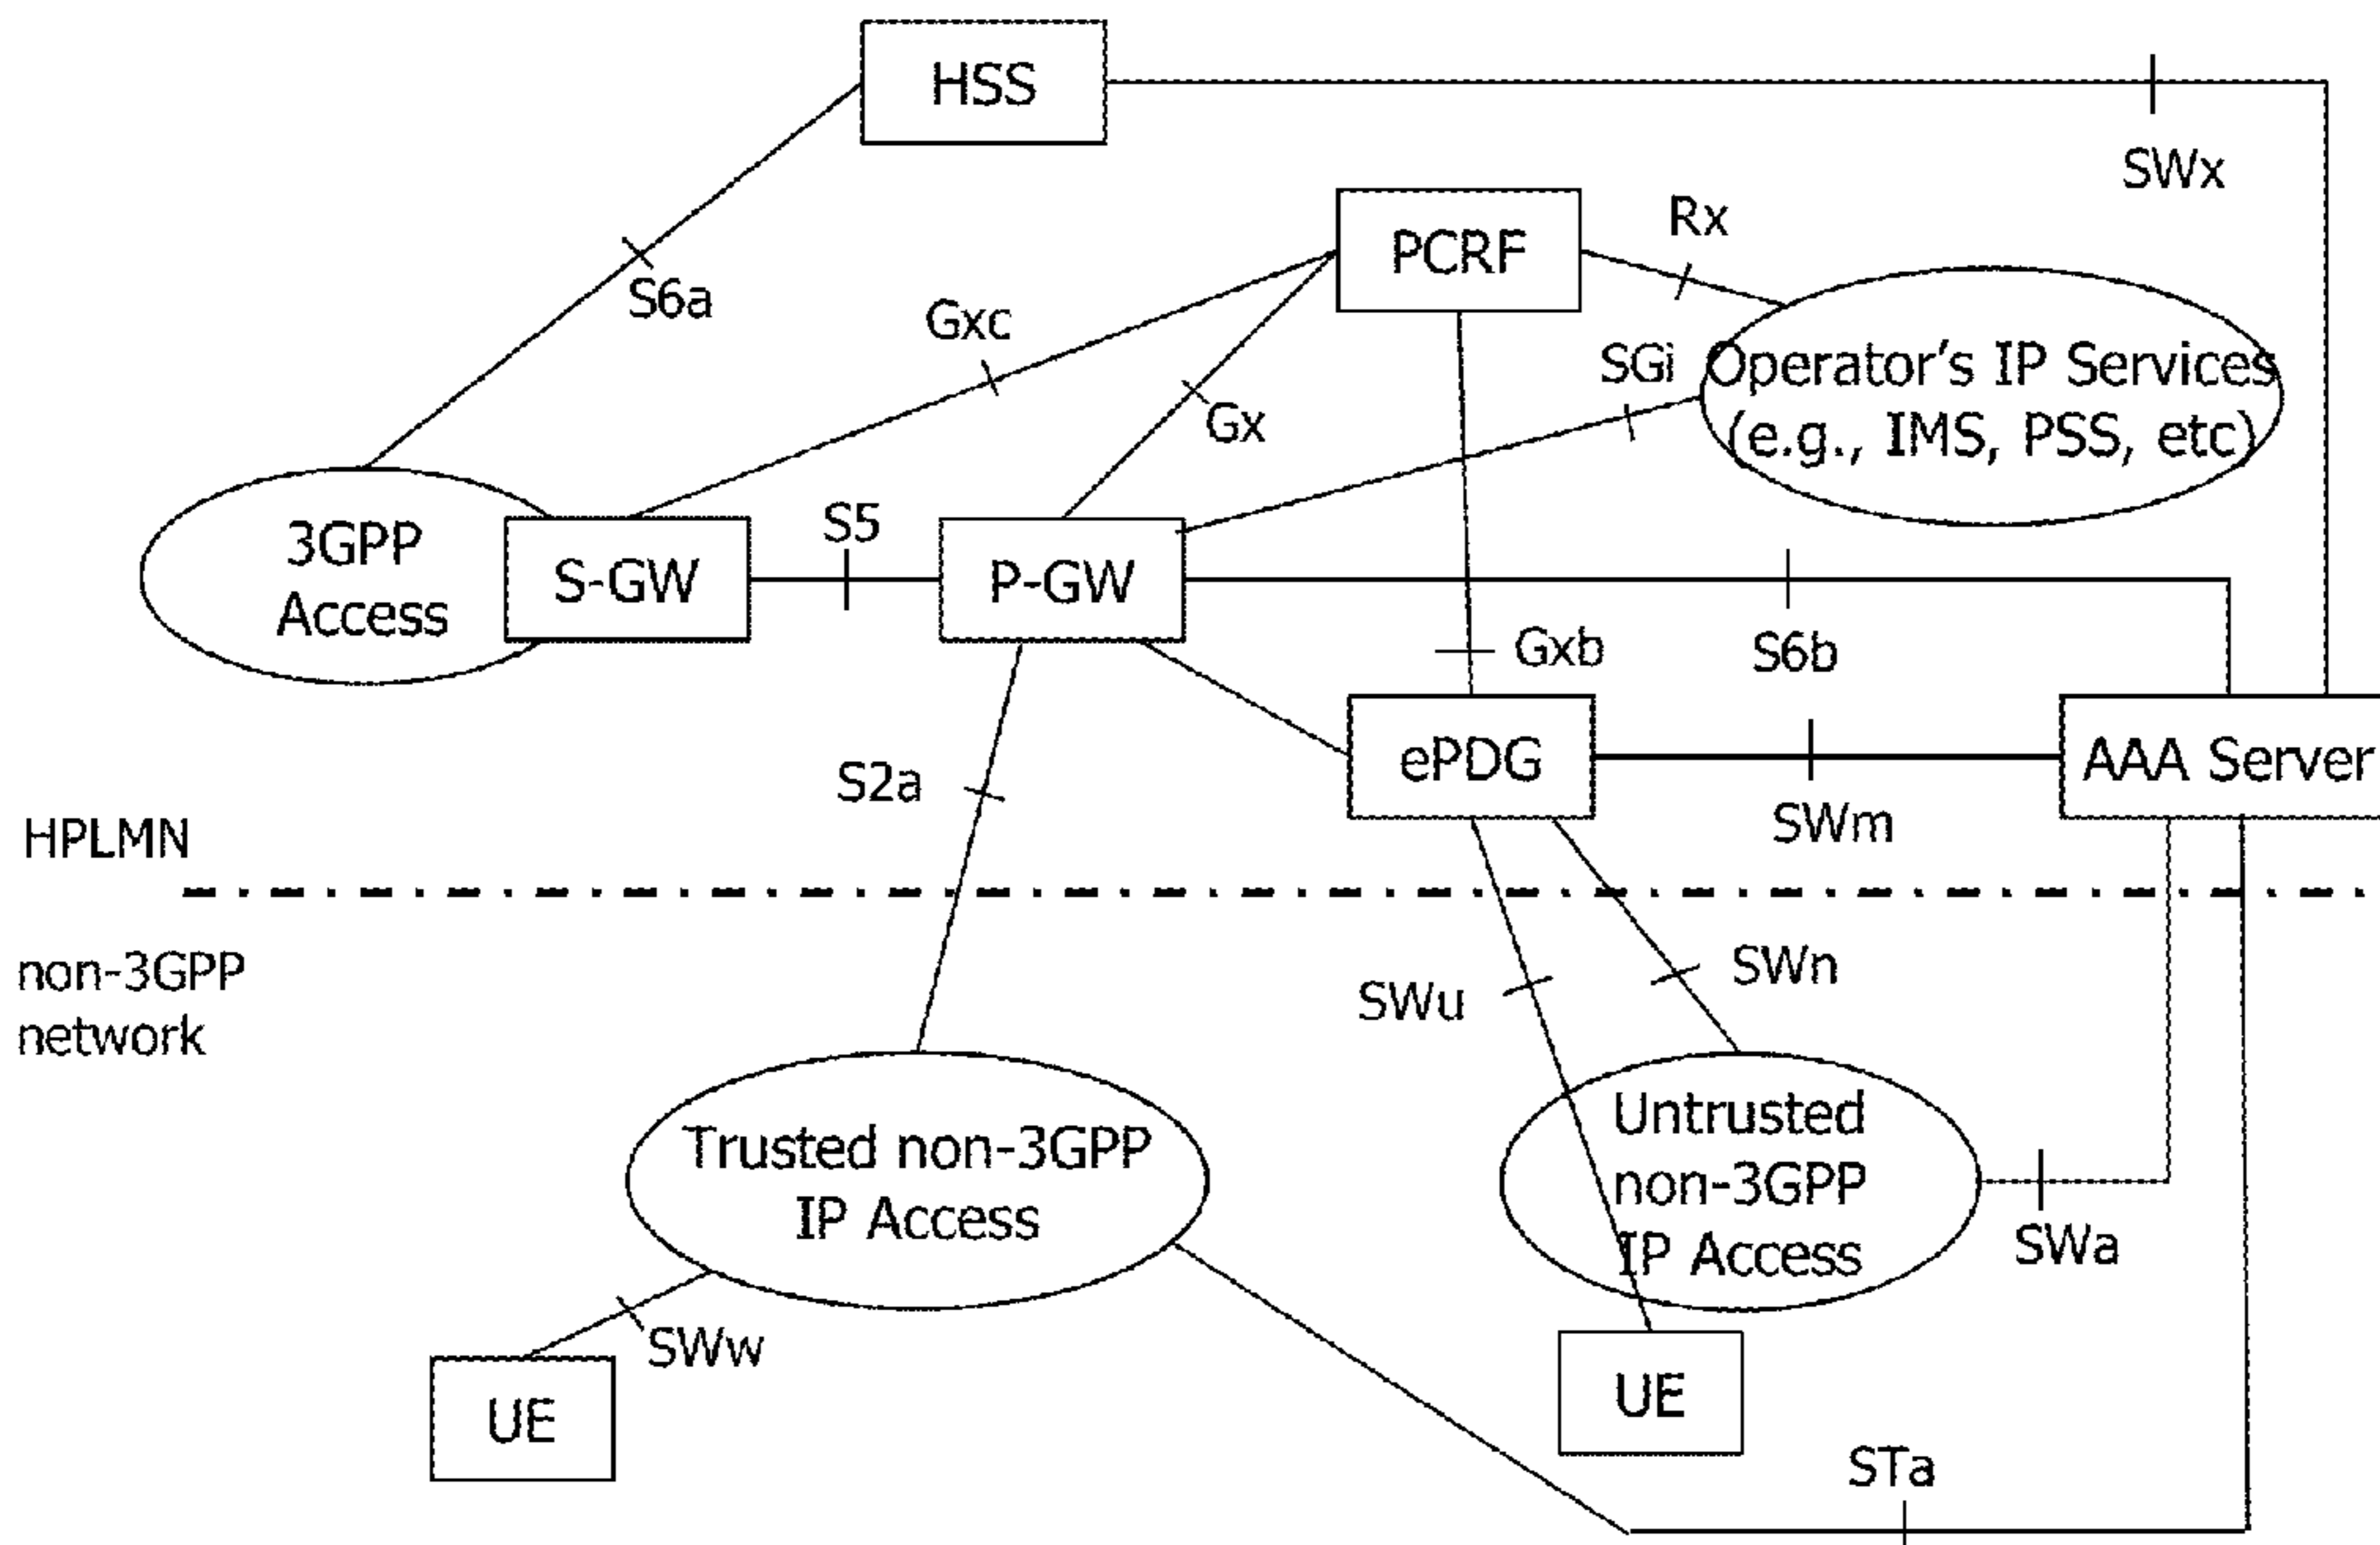 HSS
SWx
PCRF
Rx
S6a
Gxc
SGi
Operator's IP Services
(e.g., IMS, PSS, etc)
Gx
3GPP
Access
S-GW
S5
P-GW
Gxb
S6b
ePDG
AAA Server
S2a
SWm
HPLMN
non-3GPP
network
SWu
SWn
Trusted non-3GPP
IP Access
Untrusted
non-3GPP
IP Access
SWa
SWw
UE
UE
STa